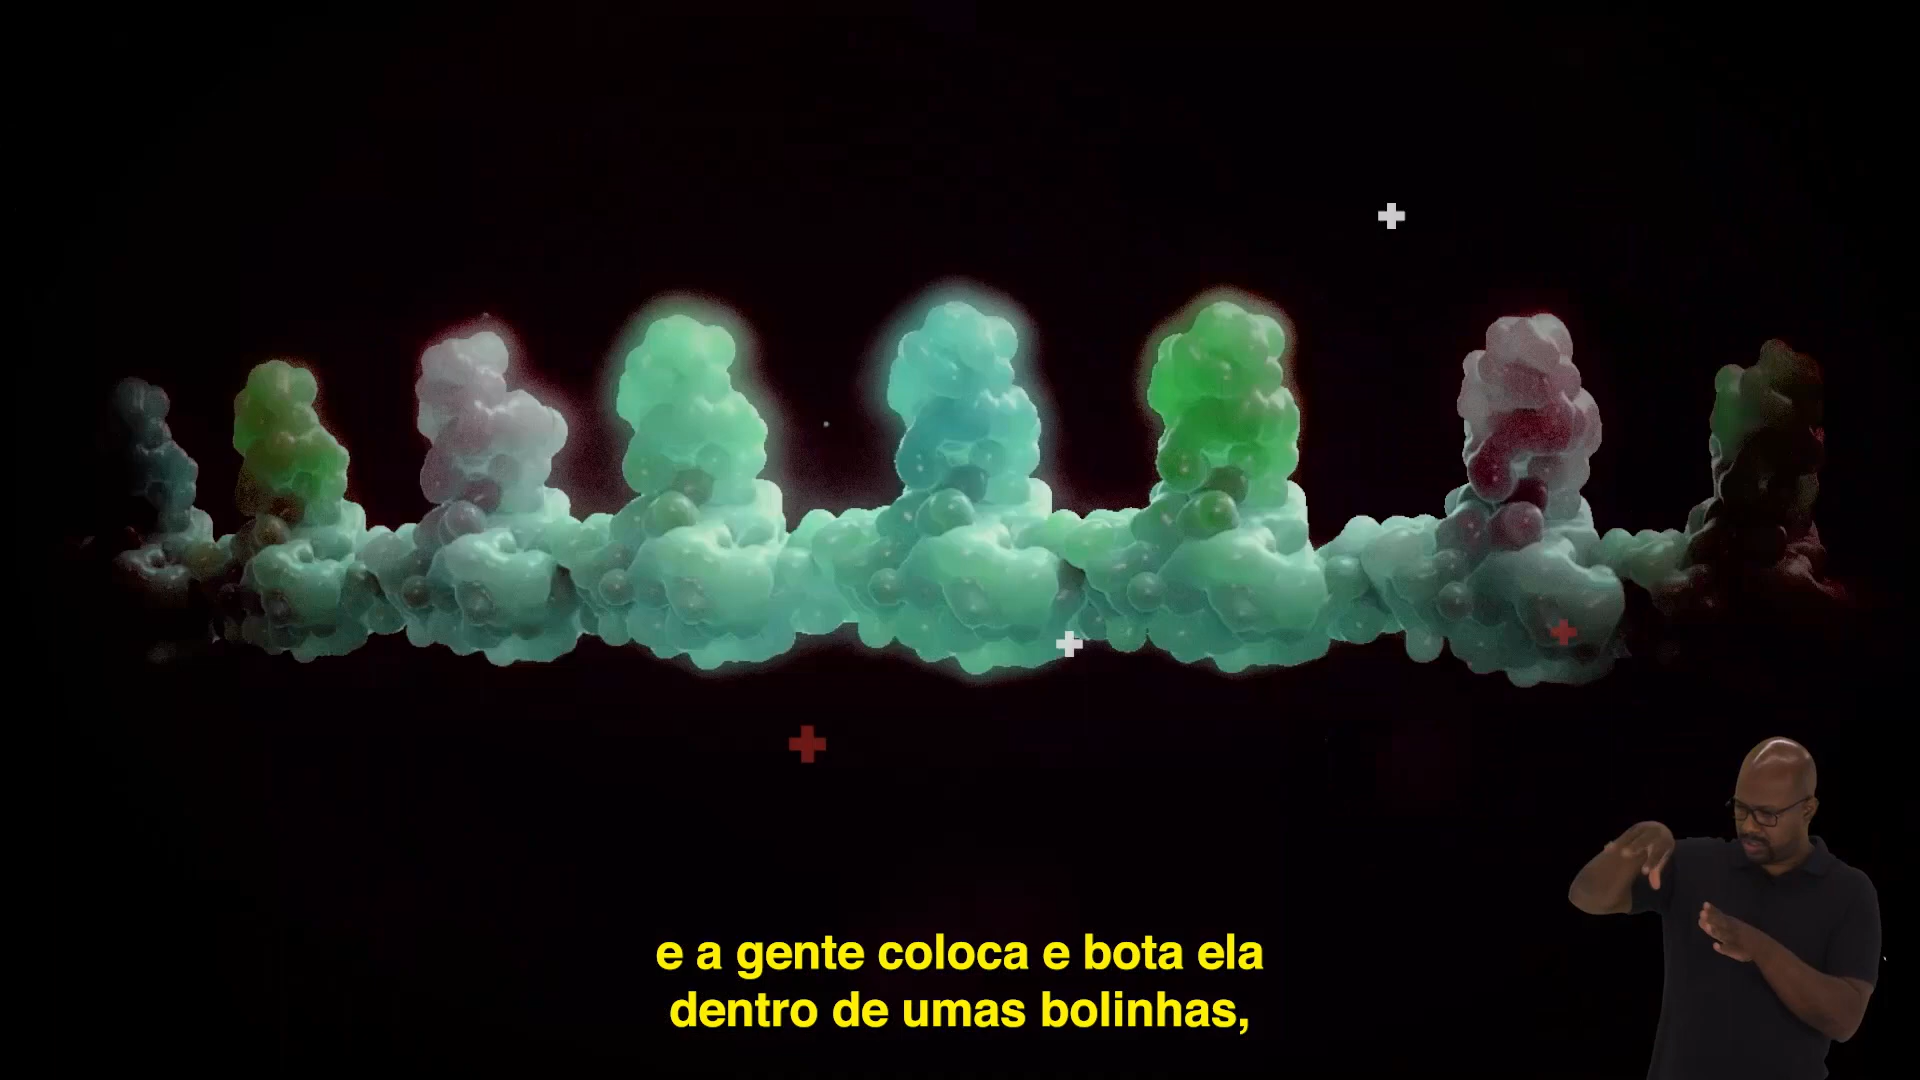 e a gente coloca e bota ela
dentro de umas bolinhas,